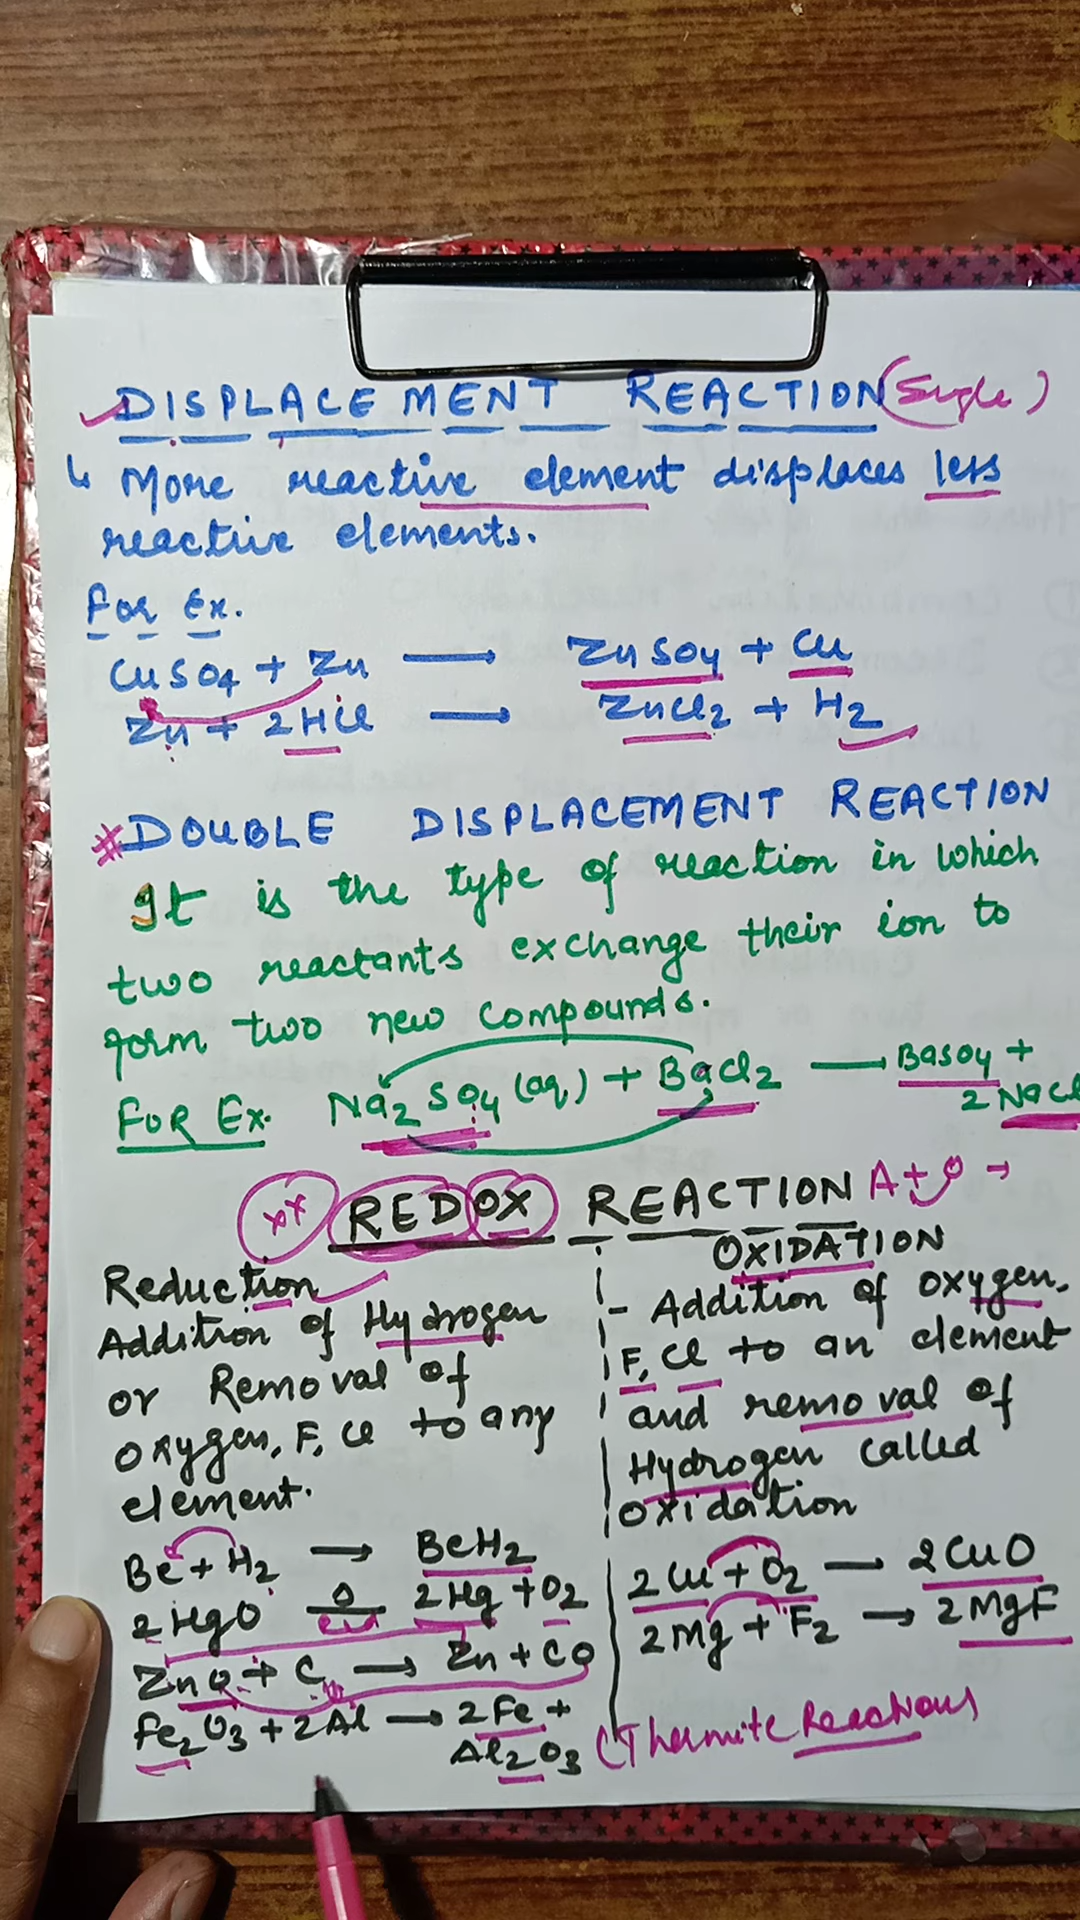 DISPLACEMENT REACTION (Single)
↳ More reactive element displaces less
reactive elements.
For Ex.
CuSO4 + Zn ⟶ ZnSO4 + Cu
Zn + 2HCl ⟶ ZnCl2 + H2
* DOUBLE DISPLACEMENT REACTION
It is the type of reaction in which
two reactants exchange their ion to
form two new compounds.
FOR Ex. Na2SO4 (aq) + BaCl2 ⟶ BaSO4 +
2NaCl
xx REDOX REACTION A + O →
Reduction
Addition of Hydrogen
or Removal of
oxygen, F, Cl to any
element.
Be + H2 ⟶ BeH2
2HgO Δ⟶ 2Hg + O2
ZnO + C ⟶ Zn + CO
Fe2O3 + 2Al ⟶ 2Fe +
Al2O3 (Thermite Reactions
OXIDATION
- Addition of oxygen,
F, Cl to an element
and removal of
Hydrogen called
oxidation
2Cu + O2 ⟶ 2CuO
2Mg + F2 ⟶ 2MgF